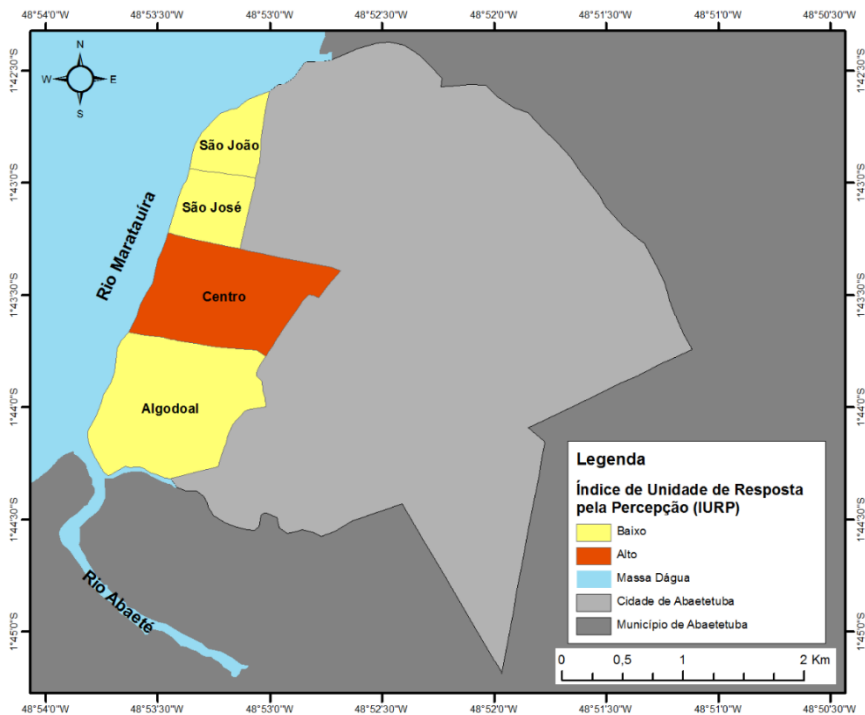 48°54'0"W 48°53'30"W 48°53'0"W 48°52'30"W 48°52'0"W 48°51'30"W 48°51'0"W 48°50'30"W
N
W E
S
1°42'30"S 1°42'30"S
São João
1°43'0"S 1°43'0"S
São José
Rio Maratauíra
Centro
1°43'30"S 1°43'30"S
Algodoal
1°44'0"S 1°44'0"S
Legenda
Índice de Unidade de Resposta
pela Percepção (IURP)
Baixo
Alto
Massa Dágua
Cidade de Abaetetuba
Município de Abaetetuba
1°44'30"S 1°44'30"S
Rio Abaeté
1°45'0"S 1°45'0"S
0 0,5 1 2 Km
48°54'0"W 48°53'30"W 48°53'0"W 48°52'30"W 48°52'0"W 48°51'30"W 48°51'0"W 48°50'30"W